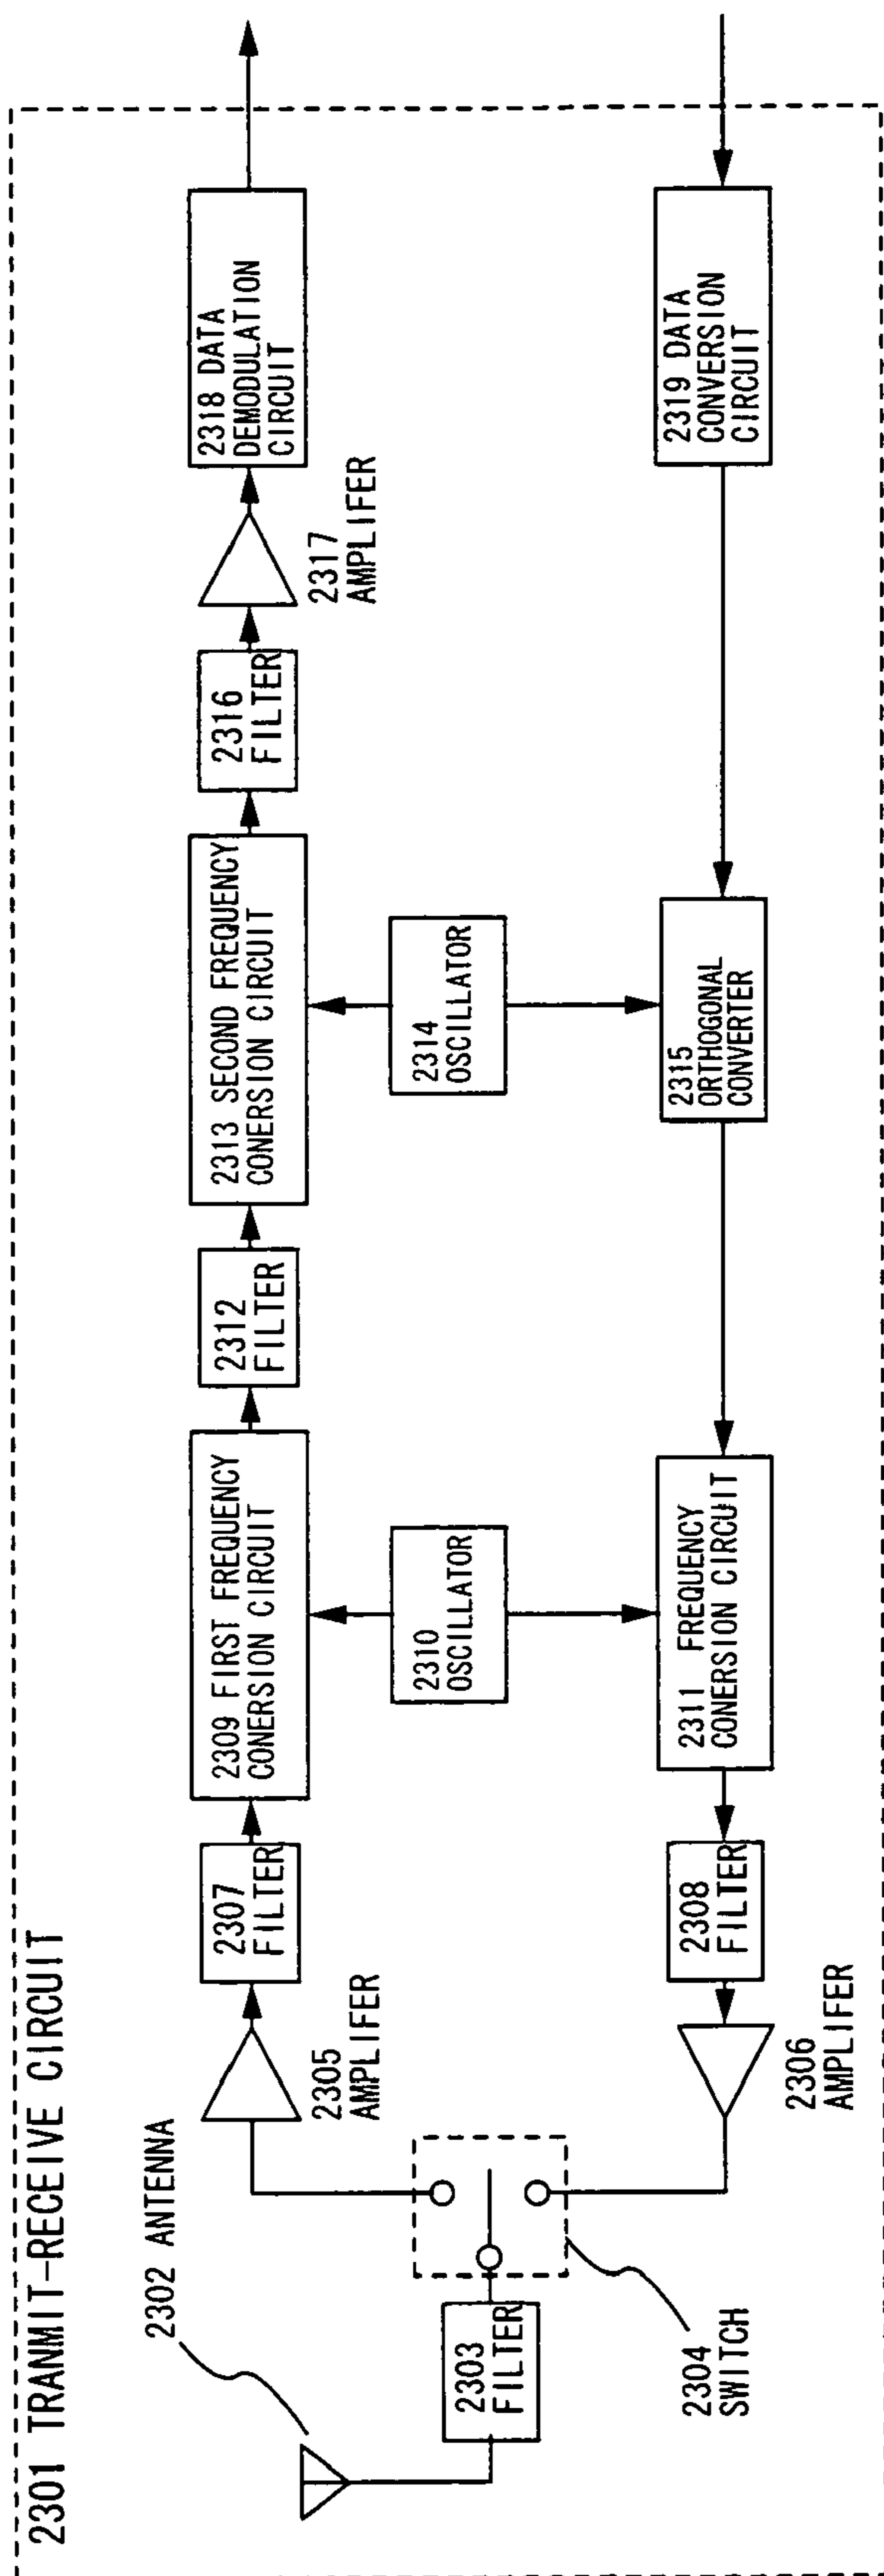 2301 TRANMIT-RECEIVE CIRCUIT
2302 ANTENNA
2303
FILTER
2304
SWITCH
2305
AMPLIFER
2307
FILTER
2309 FIRST FREQUENCY
CONERSION CIRCUIT
2312
FILTER
2313 SECOND FREQUENCY
CONERSION CIRCUIT
2316
FILTER
2317
AMPLIFER
2318 DATA
DEMODULATION
CIRCUIT
2310
OSCILLATOR
2314
OSCILLATOR
2306
AMPLIFER
2308
FILTER
2311 FREQUENCY
CONERSION CIRCUIT
2315
ORTHOGONAL
CONVERTER
2319 DATA
CONVERSION
CIRCUIT